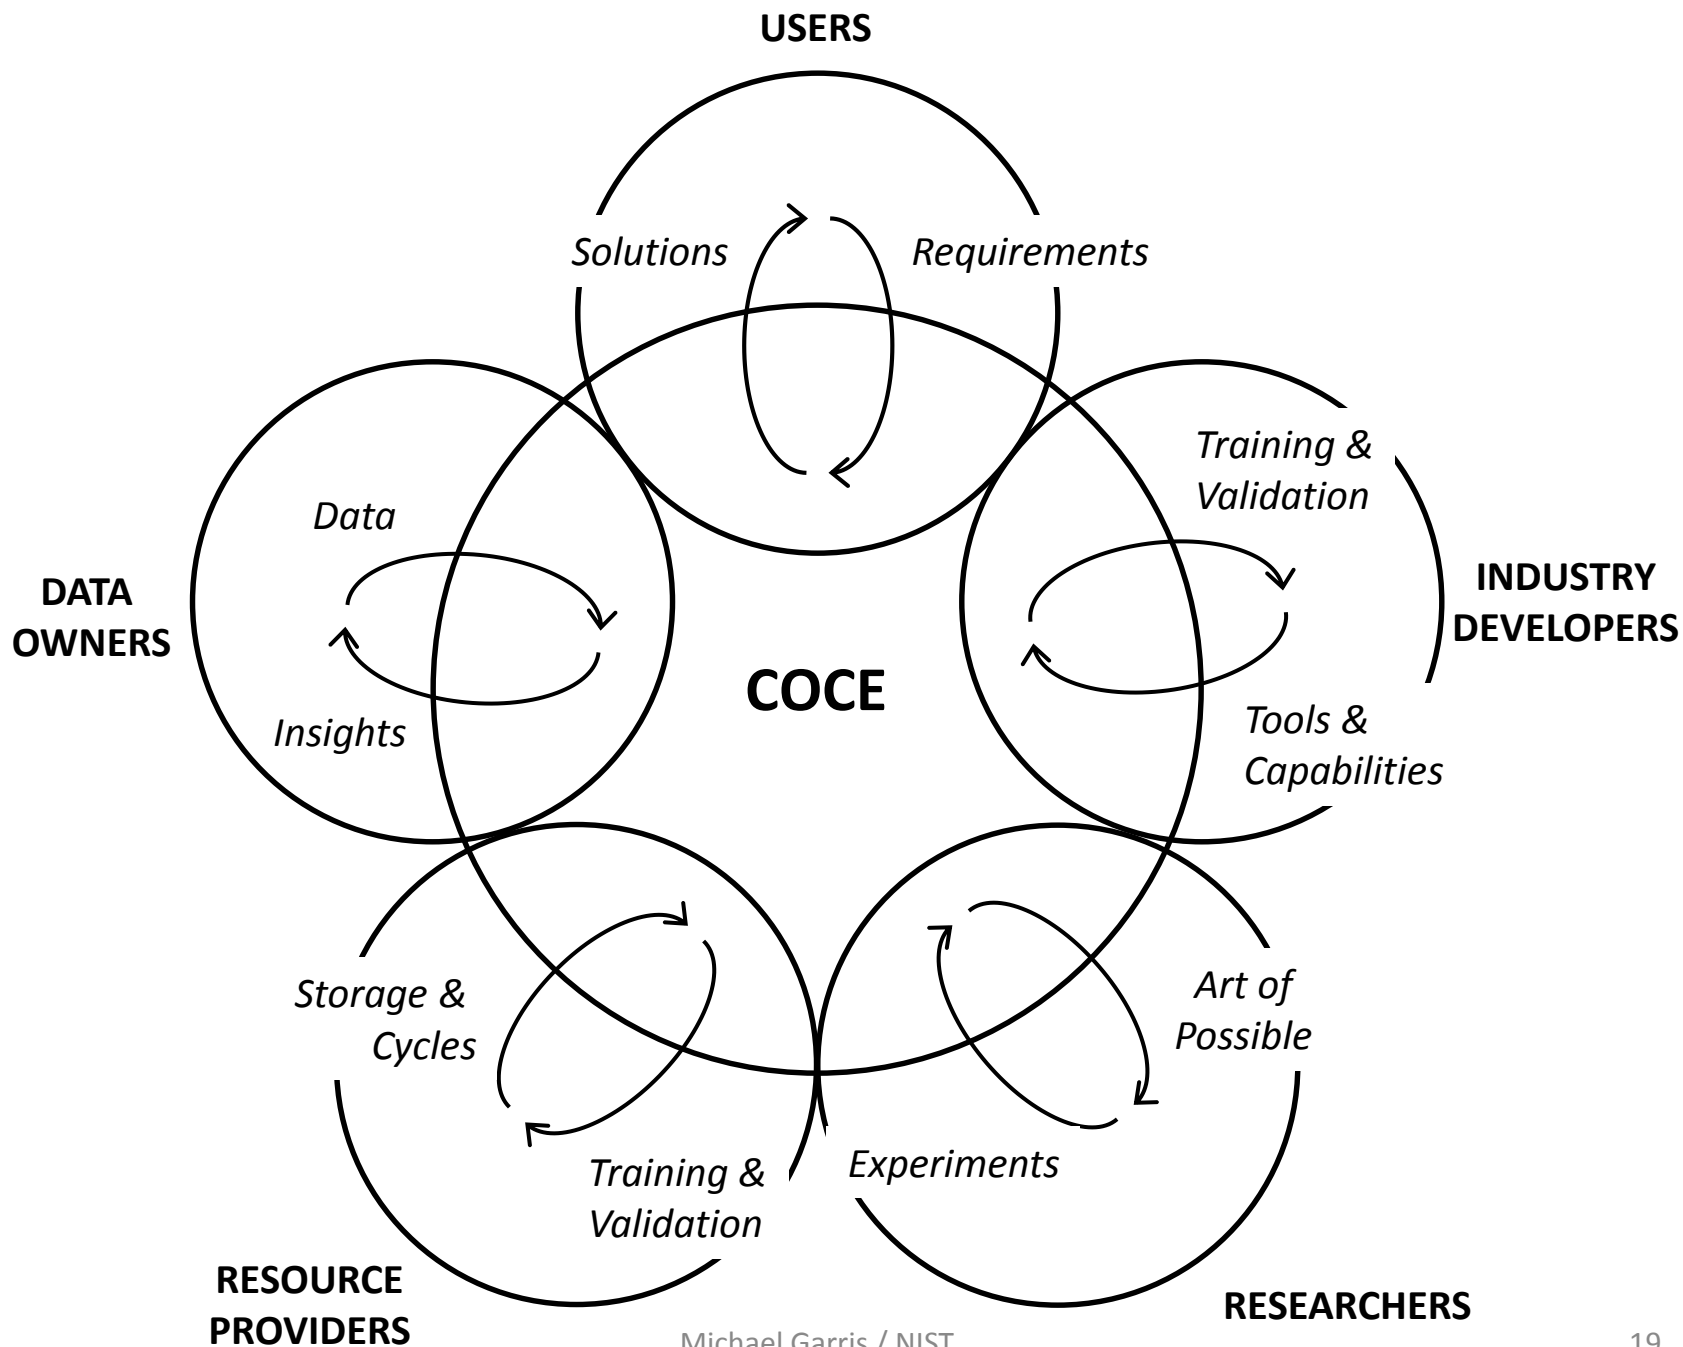 USERS
Solutions
Requirements
Training &
Validation
Data
DATA
OWNERS
INDUSTRY
DEVELOPERS
COCE
Insights
Tools &
Capabilities
Storage &
Cycles
Art of
Possible
Training &
Validation
Experiments
RESOURCE
PROVIDERS
RESEARCHERS
Michael Garris / NIST
19